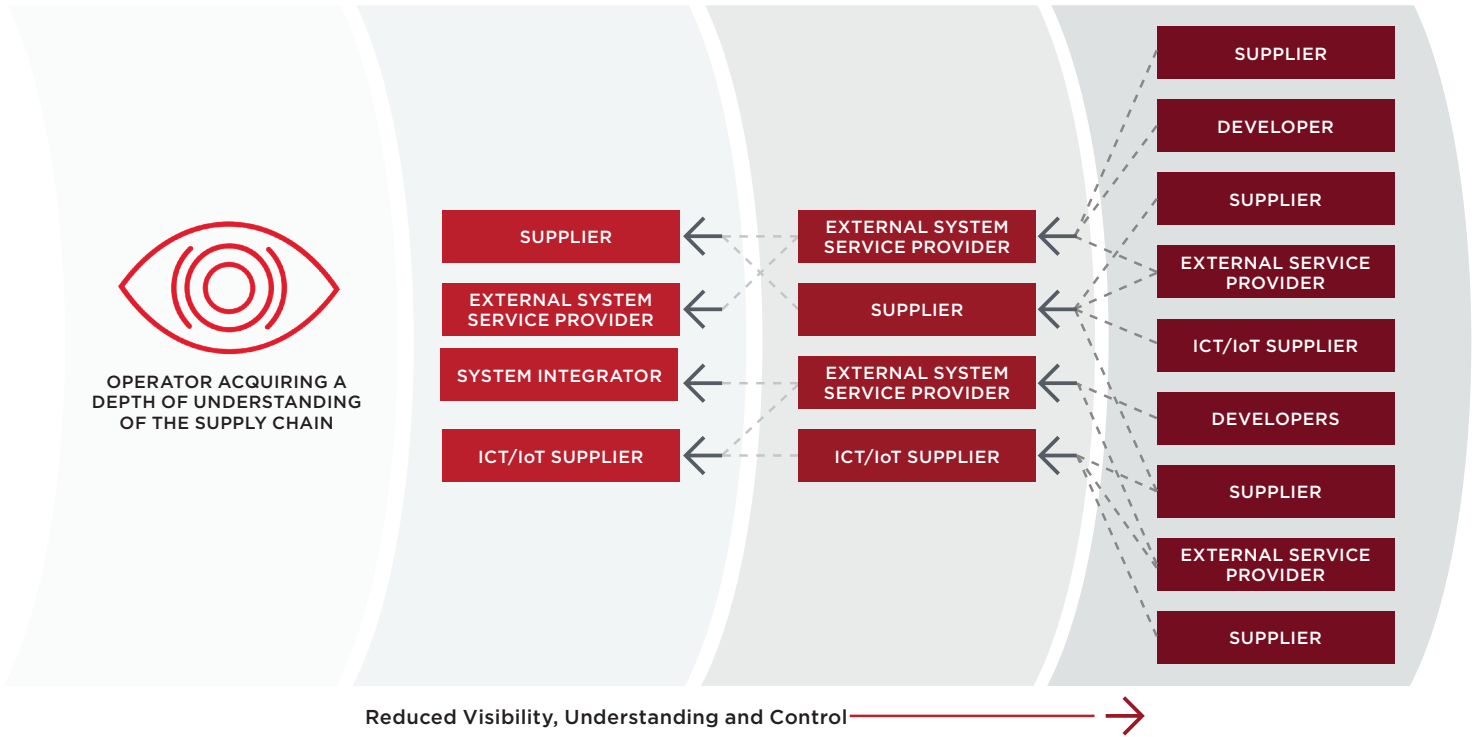 OPERATOR ACQUIRING A
DEPTH OF UNDERSTANDING
OF THE SUPPLY CHAIN
SUPPLIER
EXTERNAL SYSTEM
SERVICE PROVIDER
SYSTEM INTEGRATOR
ICT/IoT SUPPLIER
EXTERNAL SYSTEM
SERVICE PROVIDER
SUPPLIER
EXTERNAL SYSTEM
SERVICE PROVIDER
ICT/IoT SUPPLIER
SUPPLIER
DEVELOPER
SUPPLIER
EXTERNAL SERVICE
PROVIDER
ICT/IoT SUPPLIER
DEVELOPERS
SUPPLIER
EXTERNAL SERVICE
PROVIDER
SUPPLIER
Reduced Visibility, Understanding and Control